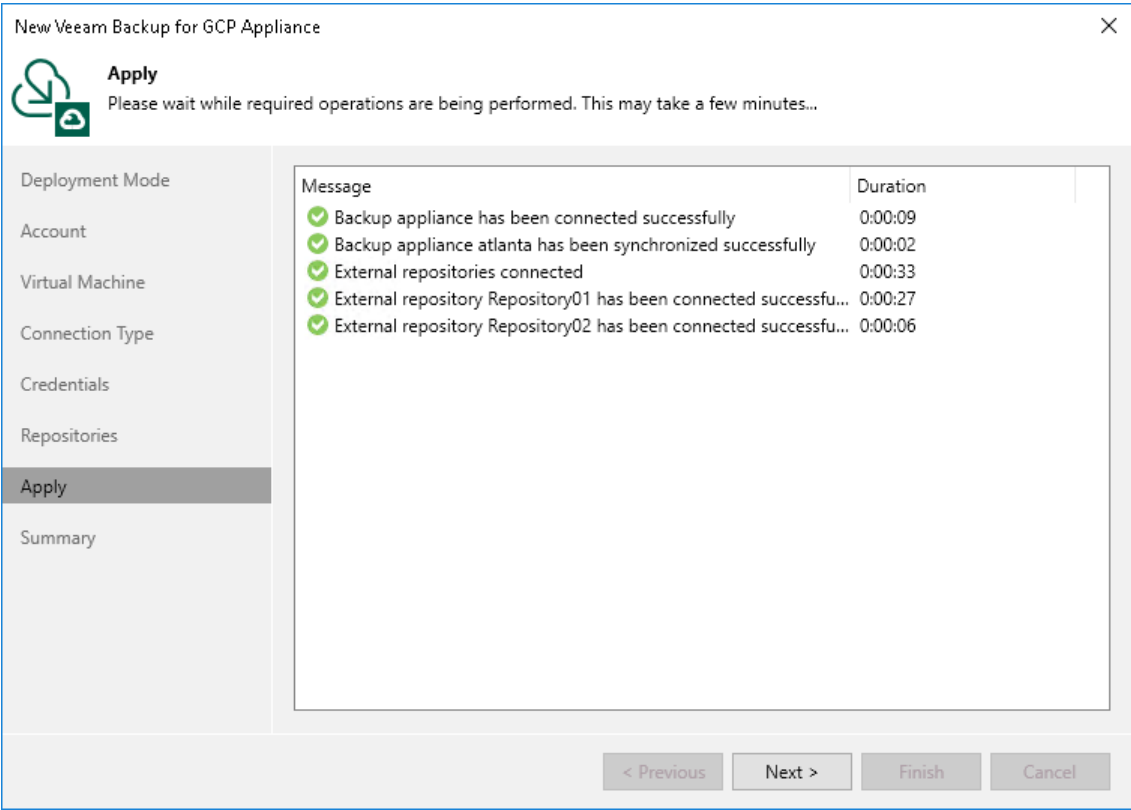 New Veeam Backup for GCP Appliance
Apply
Please wait while required operations are being performed. This may take a few minutes...
Deployment Mode
Account
Virtual Machine
Connection Type
Credentials
Repositories
Apply
Summary
Message Duration
Backup appliance has been connected successfully 0:00:09
Backup appliance atlanta has been synchronized successfully 0:00:02
External repositories connected 0:00:33
External repository Repository01 has been connected successfu... 0:00:27
External repository Repository02 has been connected successfu... 0:00:06
< Previous Next > Finish Cancel